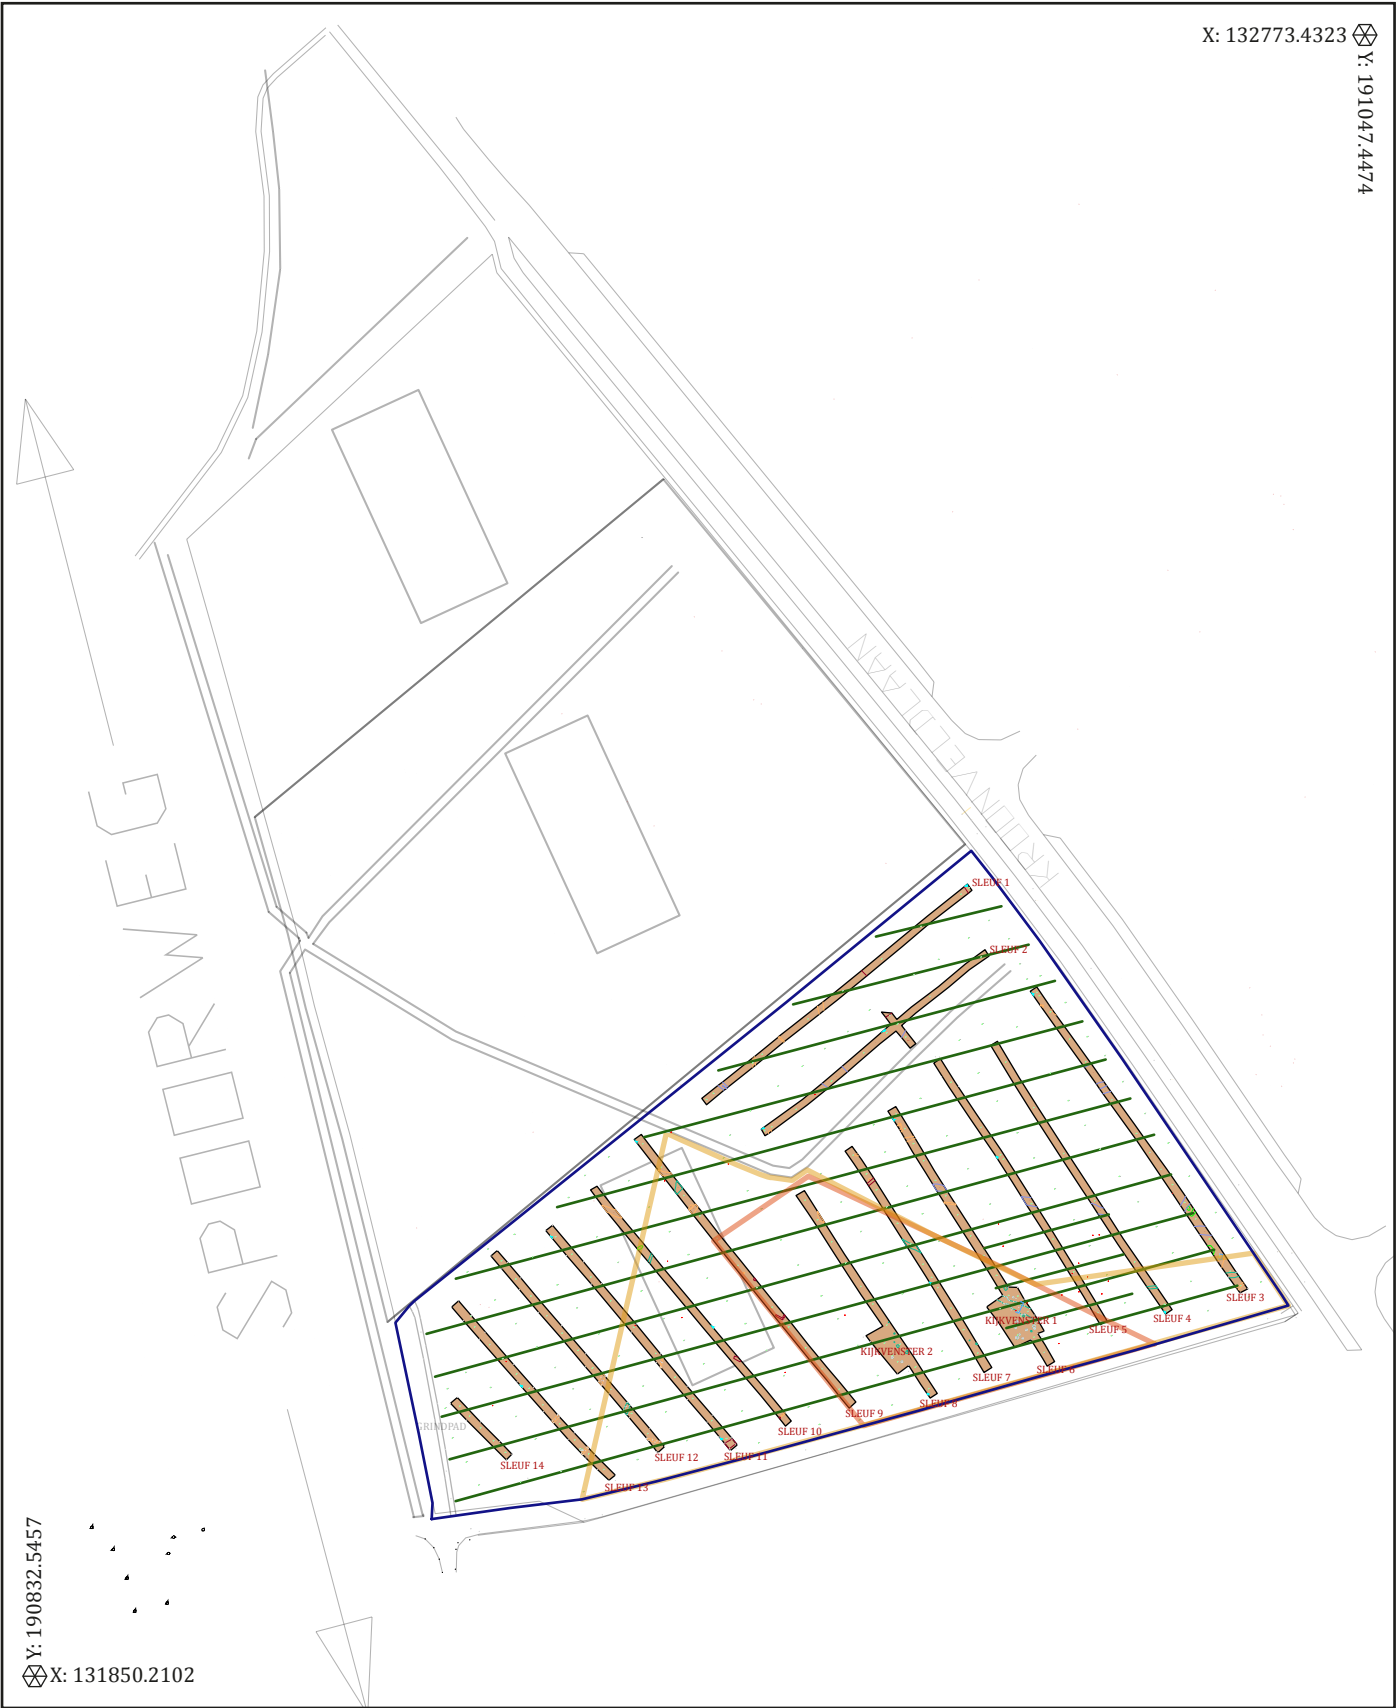 X: 132773.4323
Y: 191047.4474
KRUINWEVELDLAAN
SPOORWEG
SLEUF 1
SLEUF 2
SLEUF 3
SLEUF 4
SLEUF 5
KIJKVENSTER 1
SLEUF 6
SLEUF 7
KIJKVENSTER 2
SLEUF 8
SLEUF 9
SLEUF 10
SLEUF 11
SLEUF 12
SLEUF 13
SLEUF 14
GRINDPAD
Y: 190832.5457
X: 131850.2102